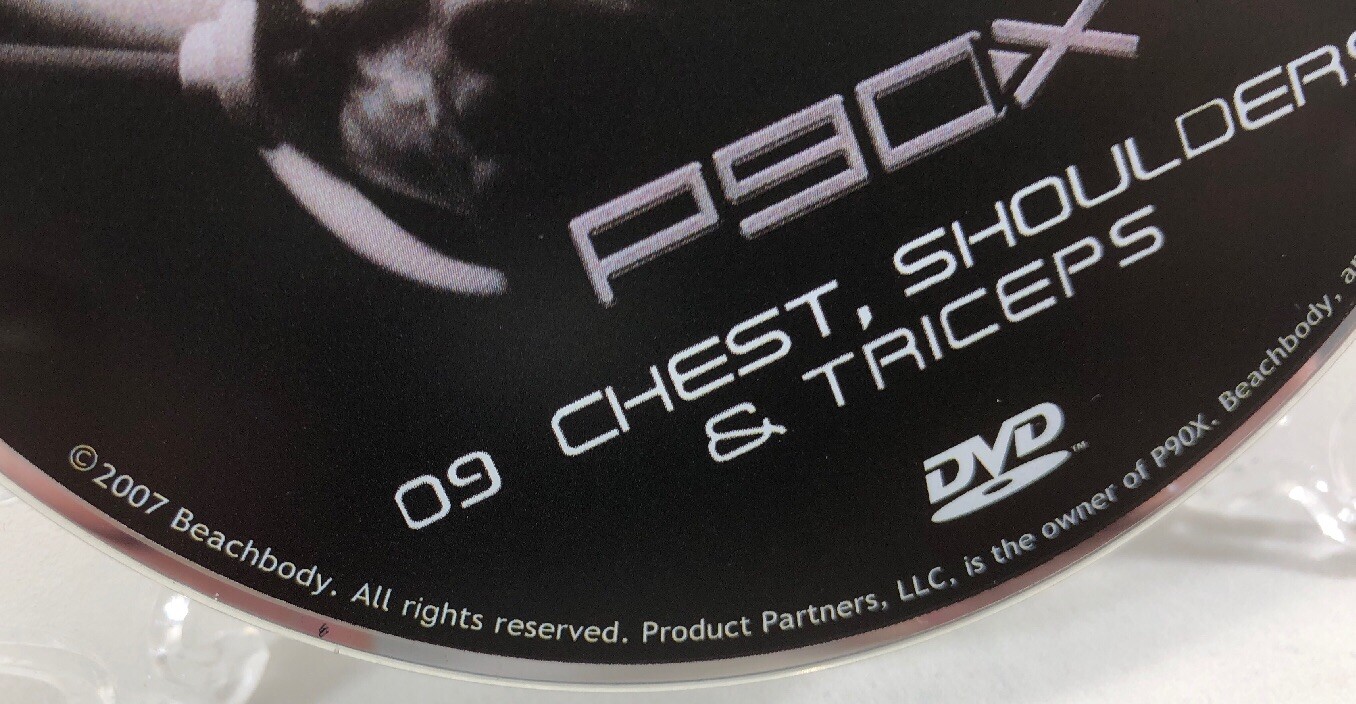 P90X
09 CHEST, SHOULDERS
& TRICEPS
DVD™
©2007 Beachbody. All rights reserved. Product Partners, LLC, is the owner of P90X, Beachbody,